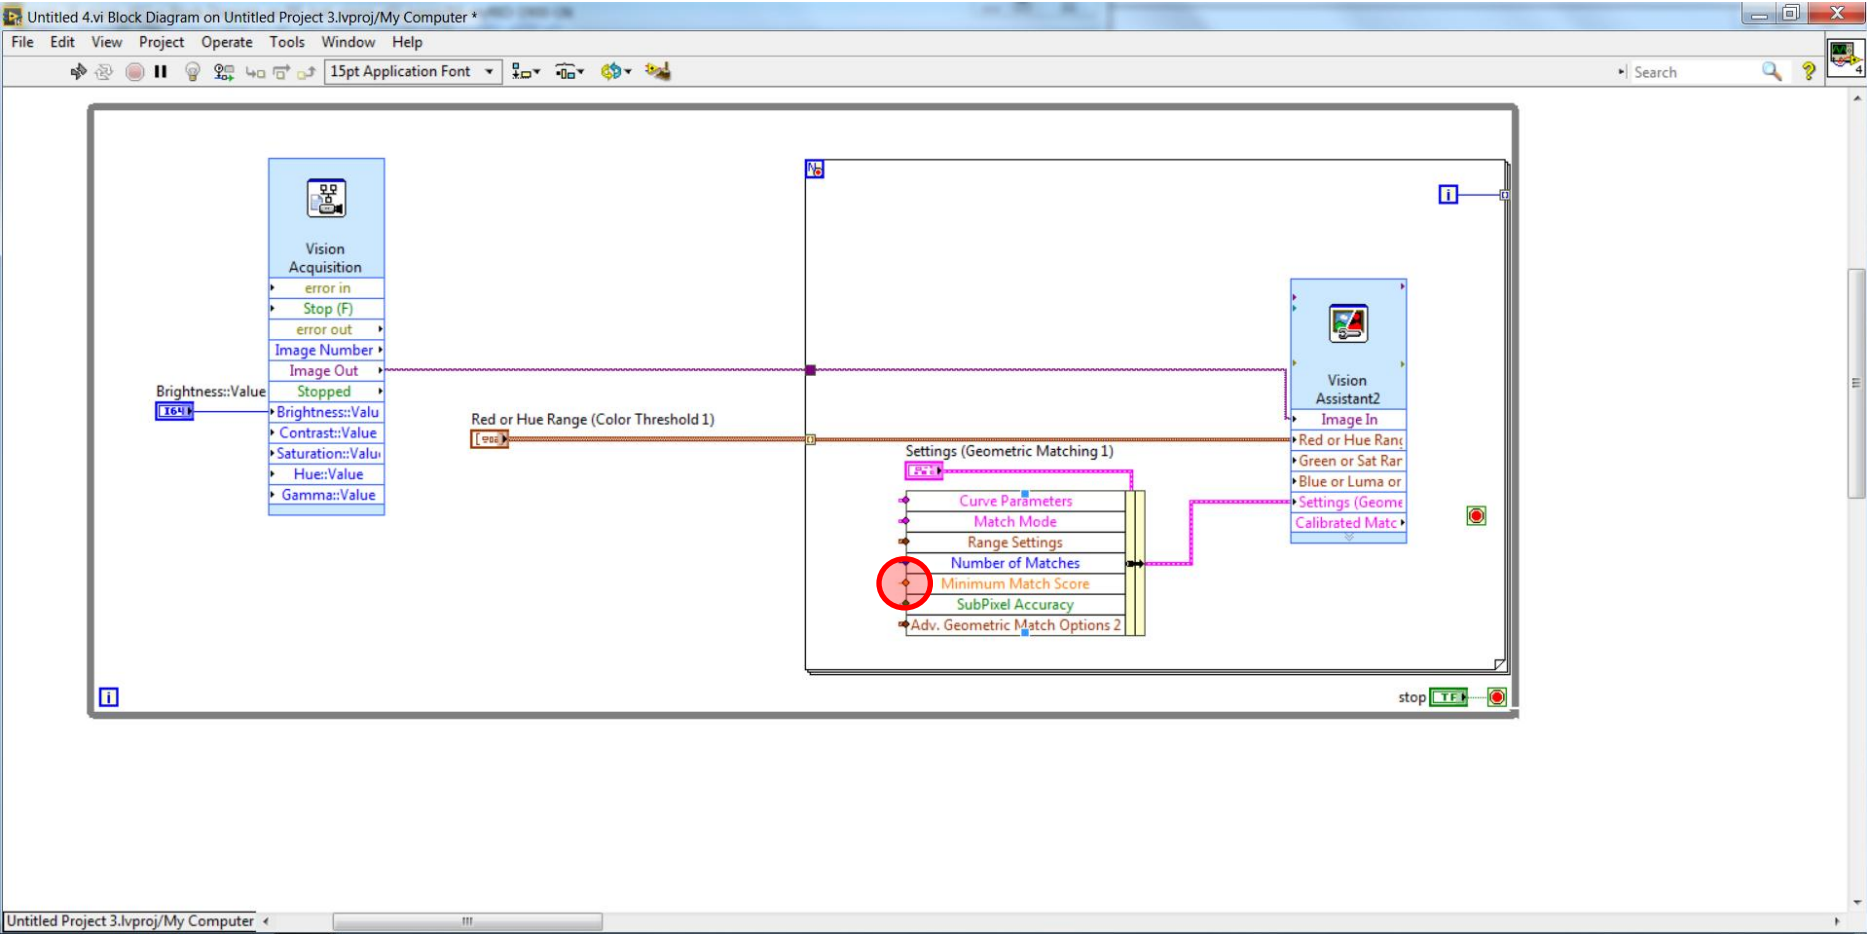 Untitled 4.vi Block Diagram on Untitled Project 3.lvproj/My Computer *
File Edit View Project Operate Tools Window Help
15pt Application Font
Search
4
N
i
Vision
Acquisition
error in
Stop (F)
error out
Image Number
Image Out
Stopped
Brightness::Value
I64
Brightness::Valu
Contrast::Value
Saturation::Valu
Hue::Value
Gamma::Value
Red or Hue Range (Color Threshold 1)
Settings (Geometric Matching 1)
Curve Parameters
Match Mode
Range Settings
Number of Matches
Minimum Match Score
SubPixel Accuracy
Adv. Geometric Match Options 2
Vision
Assistant2
Image In
Red or Hue Rang
Green or Sat Rar
Blue or Luma or
Settings (Geome
Calibrated Matc
i
stop TF
Untitled Project 3.lvproj/My Computer